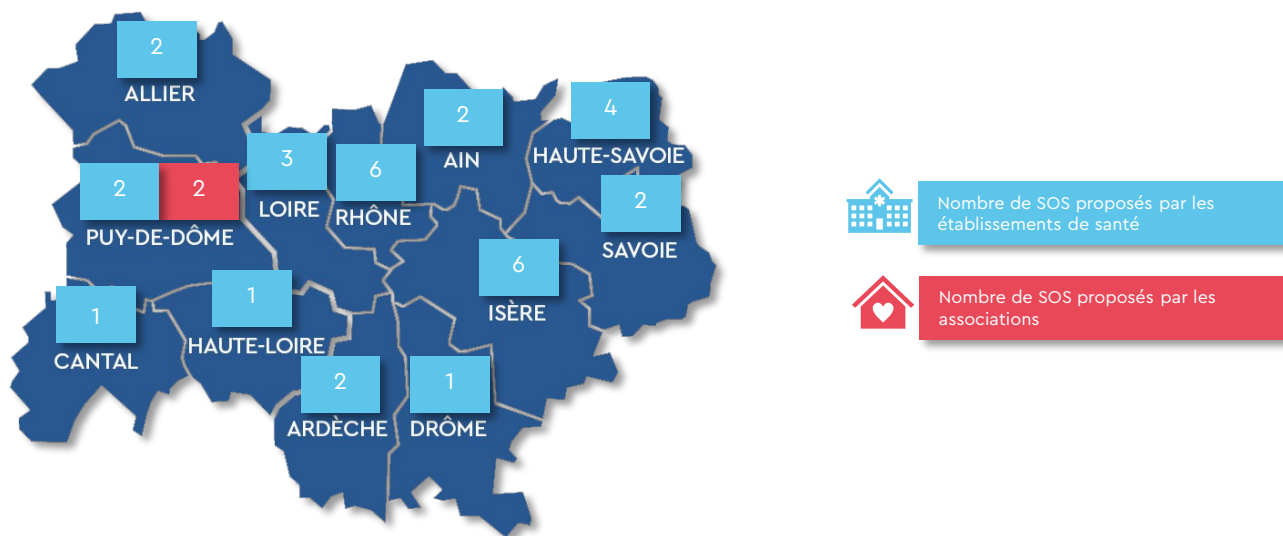 2
ALLIER
2
AIN
4
HAUTE-SAVOIE
3
LOIRE
6
RHÔNE
2
2
PUY-DE-DÔME
2
SAVOIE
6
ISÈRE
1
CANTAL
1
HAUTE-LOIRE
2
ARDÈCHE
1
DRÔME
Nombre de SOS proposés par les
établissements de santé
Nombre de SOS proposés par les
associations